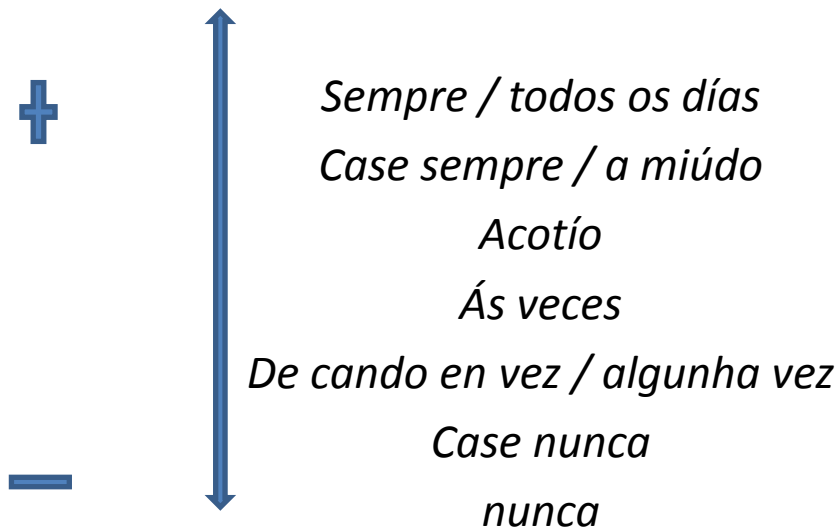 Sempre / todos os días
Case sempre / a miúdo
Acotío
Ás veces
De cando en vez / algunha vez
Case nunca
nunca